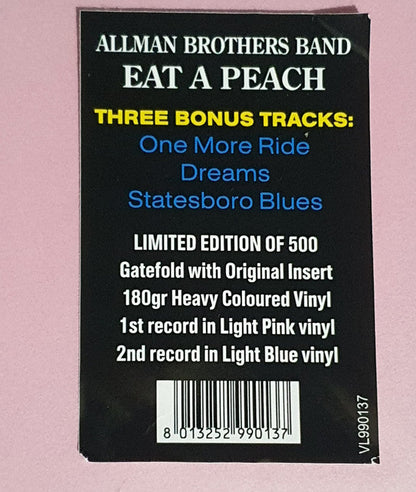 ALLMAN BROTHERS BAND
EAT A PEACH
THREE BONUS TRACKS:
One More Ride
Dreams
Statesboro Blues
LIMITED EDITION OF 500
Gatefold with Original Insert
180gr Heavy Coloured Vinyl
1st record in Light Pink vinyl
2nd record in Light Blue vinyl
8 013252 990137
VL990137